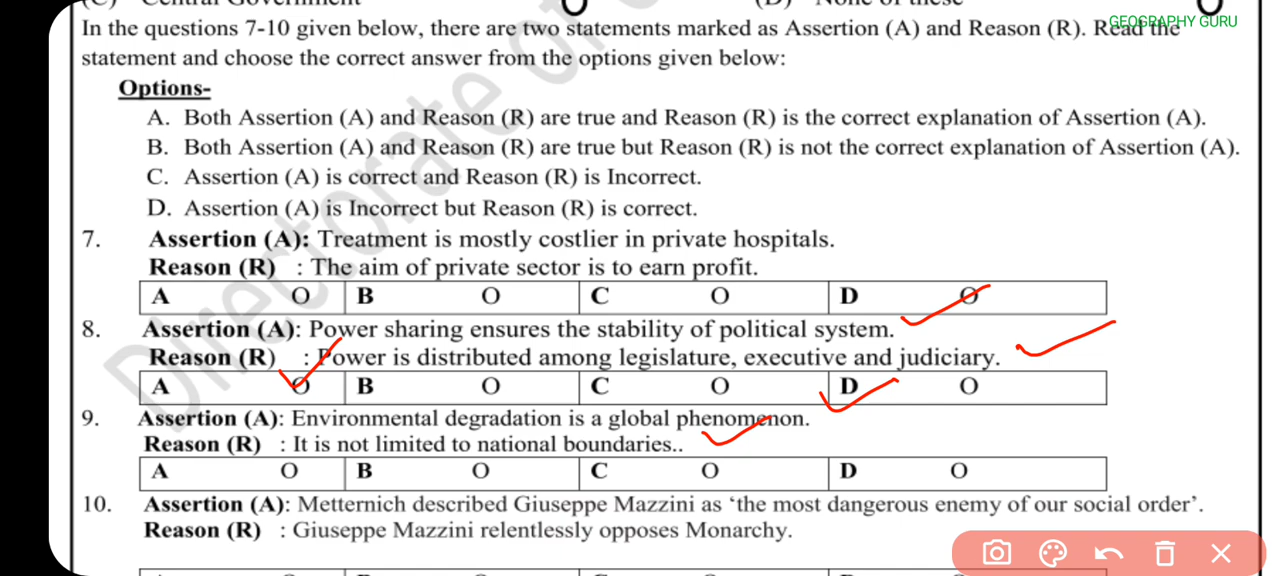 (C) Central Government (D) None of these
In the questions 7-10 given below, there are two statements marked as Assertion (A) and Reason (R). Read the
GEOGRAPHY GURU
statement and choose the correct answer from the options given below:
Options-
A. Both Assertion (A) and Reason (R) are true and Reason (R) is the correct explanation of Assertion (A).
B. Both Assertion (A) and Reason (R) are true but Reason (R) is not the correct explanation of Assertion (A).
C. Assertion (A) is correct and Reason (R) is Incorrect.
D. Assertion (A) is Incorrect but Reason (R) is correct.
7. Assertion (A): Treatment is mostly costlier in private hospitals.
Reason (R) : The aim of private sector is to earn profit.
A O B O C O D O
8. Assertion (A): Power sharing ensures the stability of political system.
Reason (R) : Power is distributed among legislature, executive and judiciary.
A O B O C O D O
9. Assertion (A): Environmental degradation is a global phenomenon.
Reason (R) : It is not limited to national boundaries..
A O B O C O D O
10. Assertion (A): Metternich described Giuseppe Mazzini as ‘the most dangerous enemy of our social order’.
Reason (R) : Giuseppe Mazzini relentlessly opposes Monarchy.
Directorate of